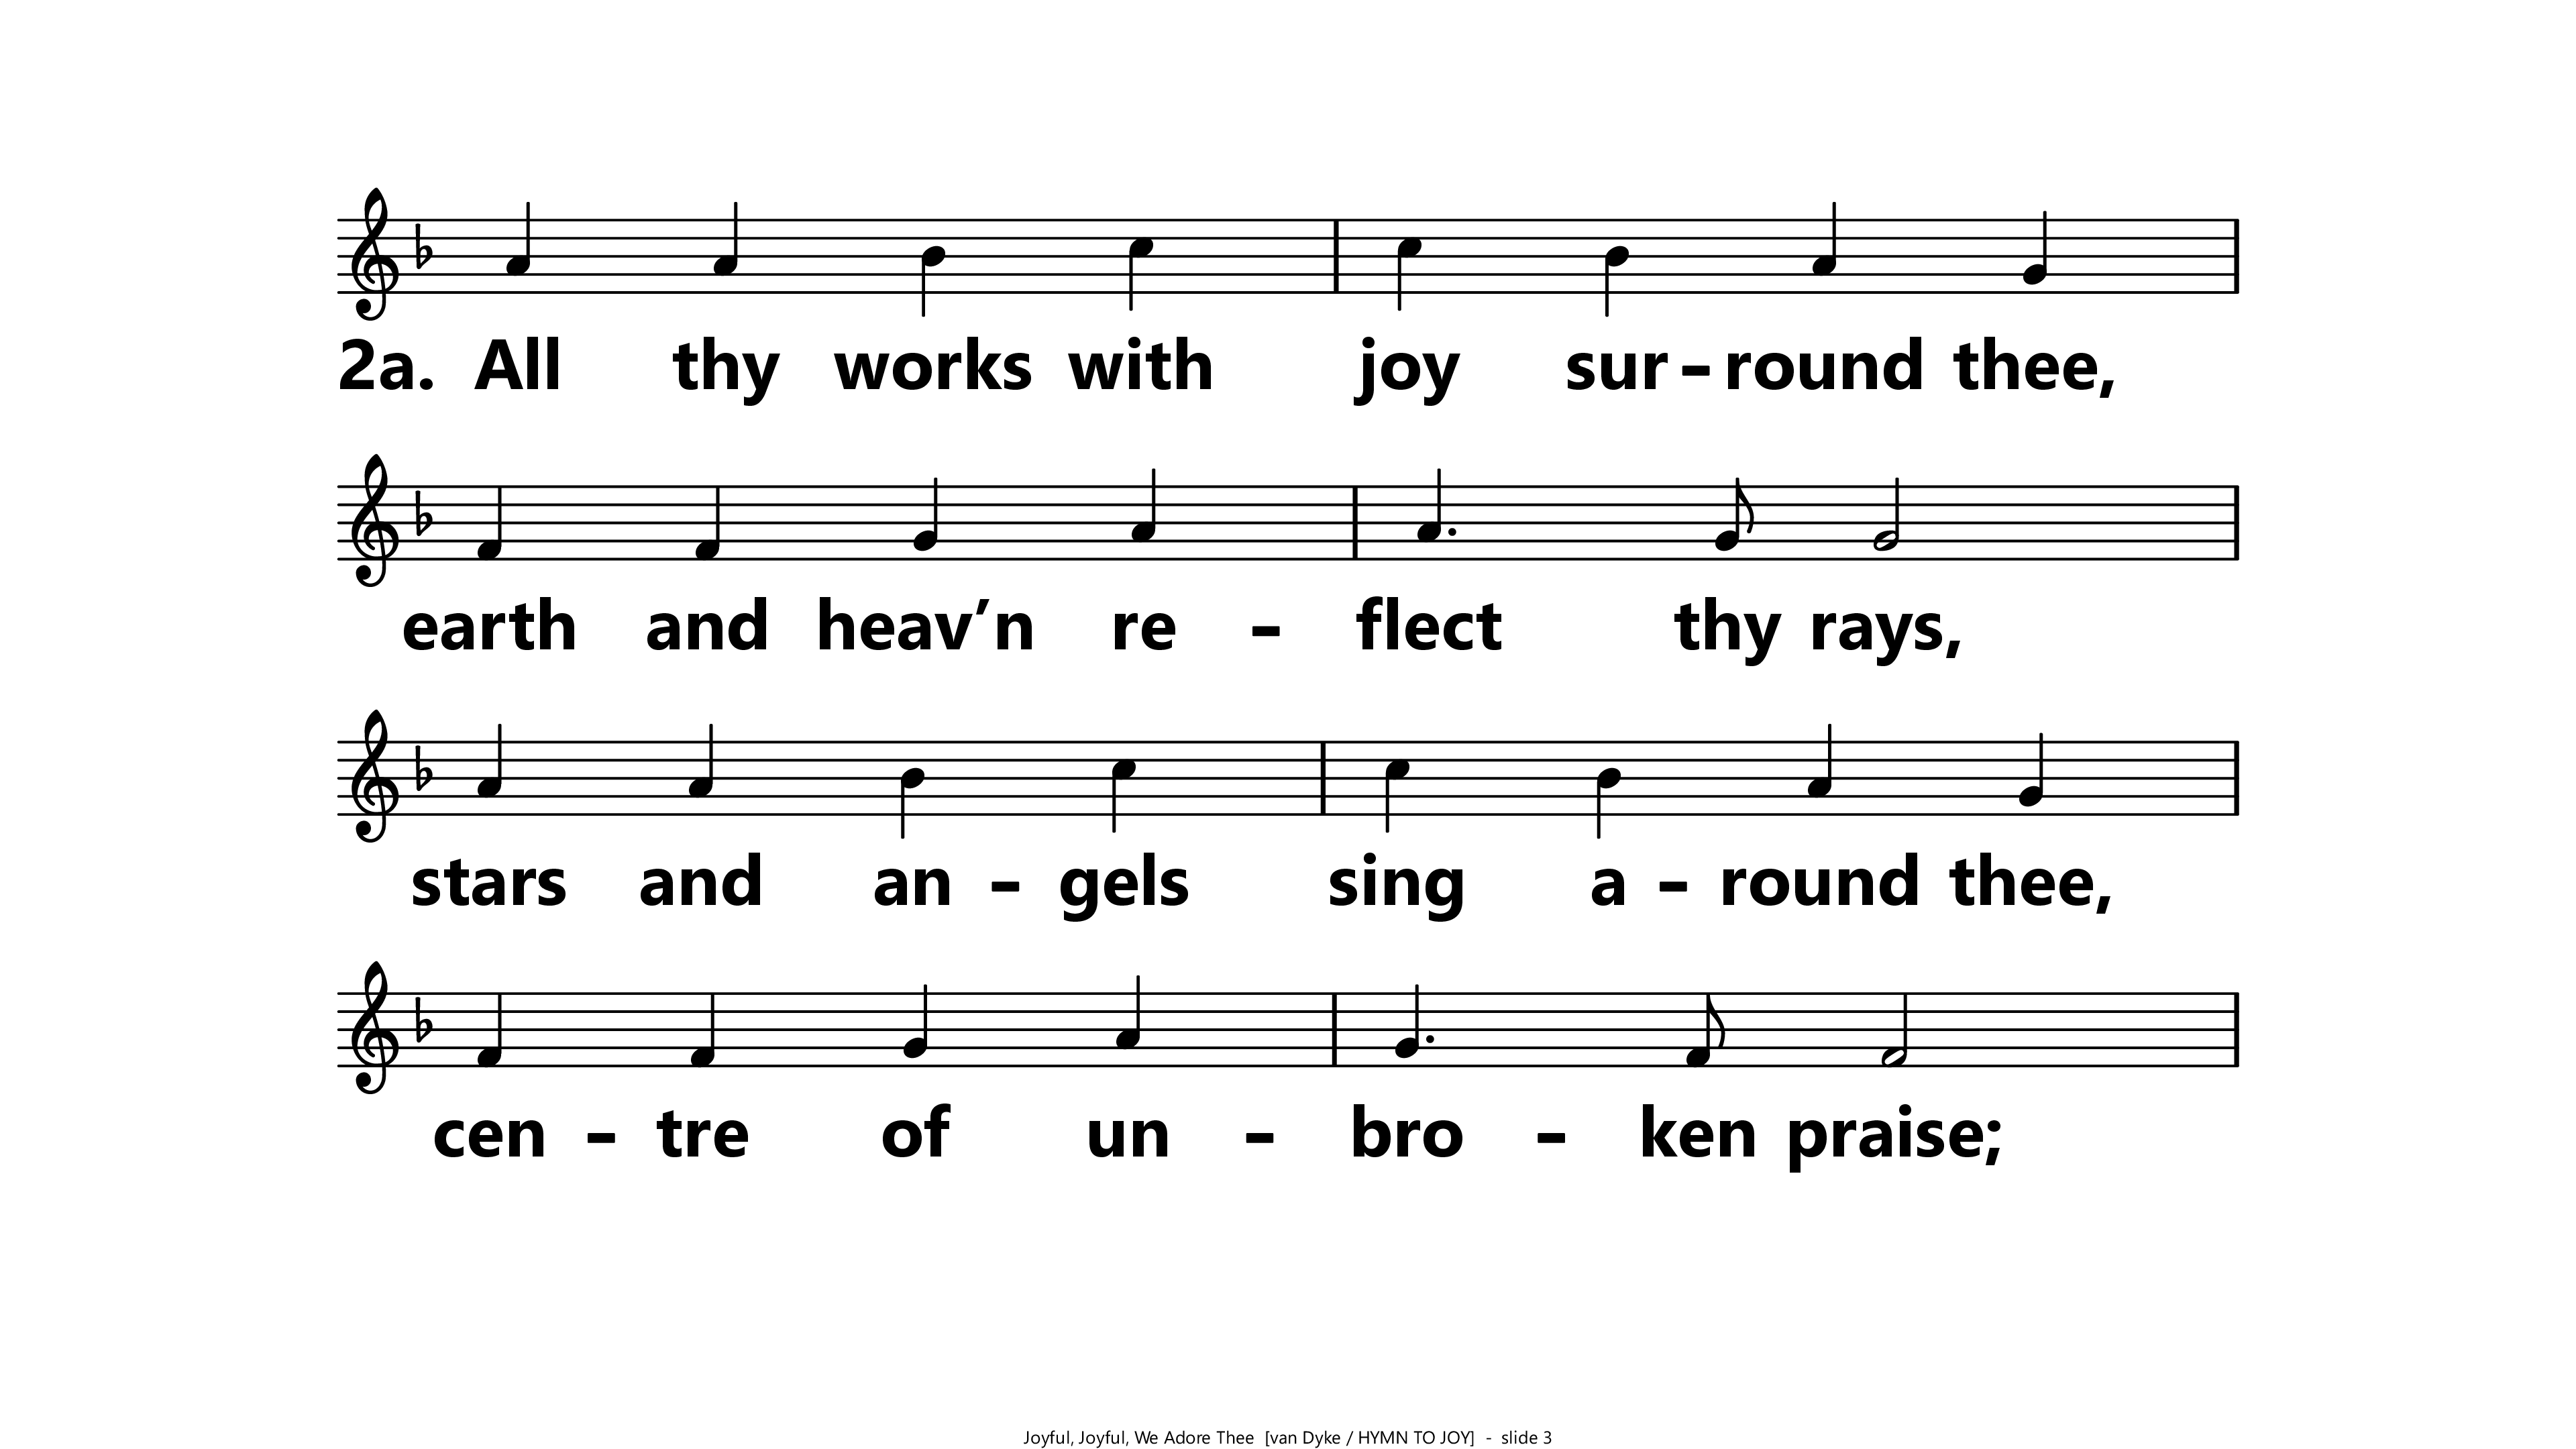 2a. All thy works with joy sur - round thee,
earth and heav’n re - flect thy rays,
stars and an - gels sing a - round thee,
cen - tre of un - bro - ken praise;
Joyful, Joyful, We Adore Thee [van Dyke / HYMN TO JOY] - slide 3